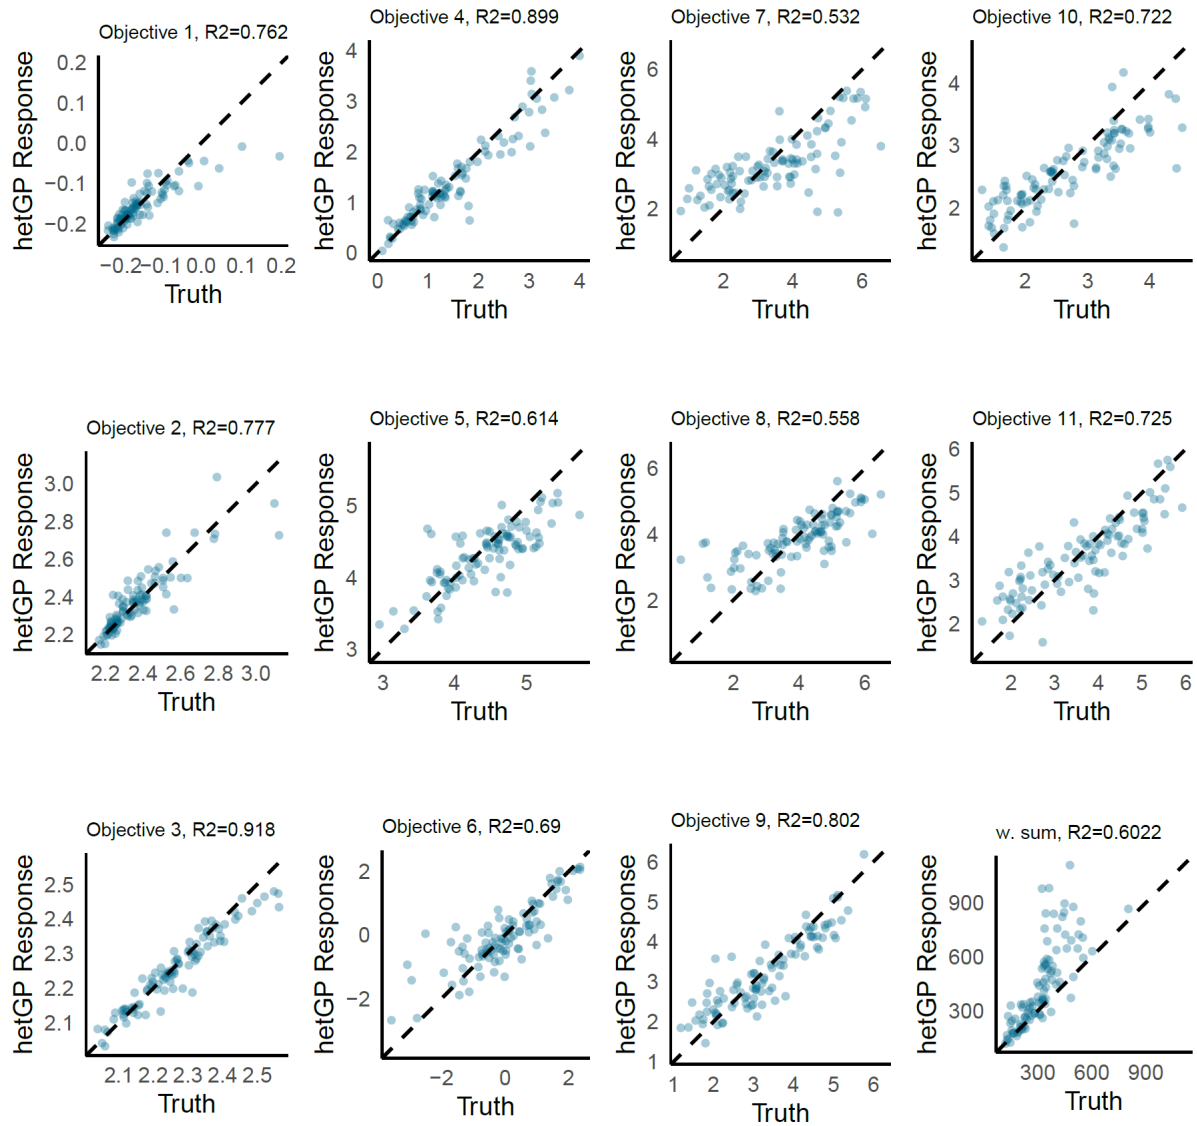 Objective 1, R2=0.762
hetGP Response
0.2
0.1
0.0
−0.1
−0.2
−0.2 −0.1 0.0 0.1 0.2
Truth
Objective 4, R2=0.899
hetGP Response
4
3
2
1
0
0 1 2 3 4
Truth
Objective 7, R2=0.532
hetGP Response
6
4
2
2 4 6
Truth
Objective 10, R2=0.722
hetGP Response
4
3
2
2 3 4
Truth
Objective 2, R2=0.777
hetGP Response
3.0
2.8
2.6
2.4
2.2
2.2 2.4 2.6 2.8 3.0
Truth
Objective 5, R2=0.614
hetGP Response
5
4
3
3 4 5
Truth
Objective 8, R2=0.558
hetGP Response
6
4
2
2 4 6
Truth
Objective 11, R2=0.725
hetGP Response
6
5
4
3
2
2 3 4 5 6
Truth
Objective 3, R2=0.918
hetGP Response
2.5
2.4
2.3
2.2
2.1
2.1 2.2 2.3 2.4 2.5
Truth
Objective 6, R2=0.69
hetGP Response
2
0
−2
−2 0 2
Truth
Objective 9, R2=0.802
hetGP Response
6
5
4
3
2
1
1 2 3 4 5 6
Truth
w. sum, R2=0.6022
hetGP Response
900
600
300
300 600 900
Truth